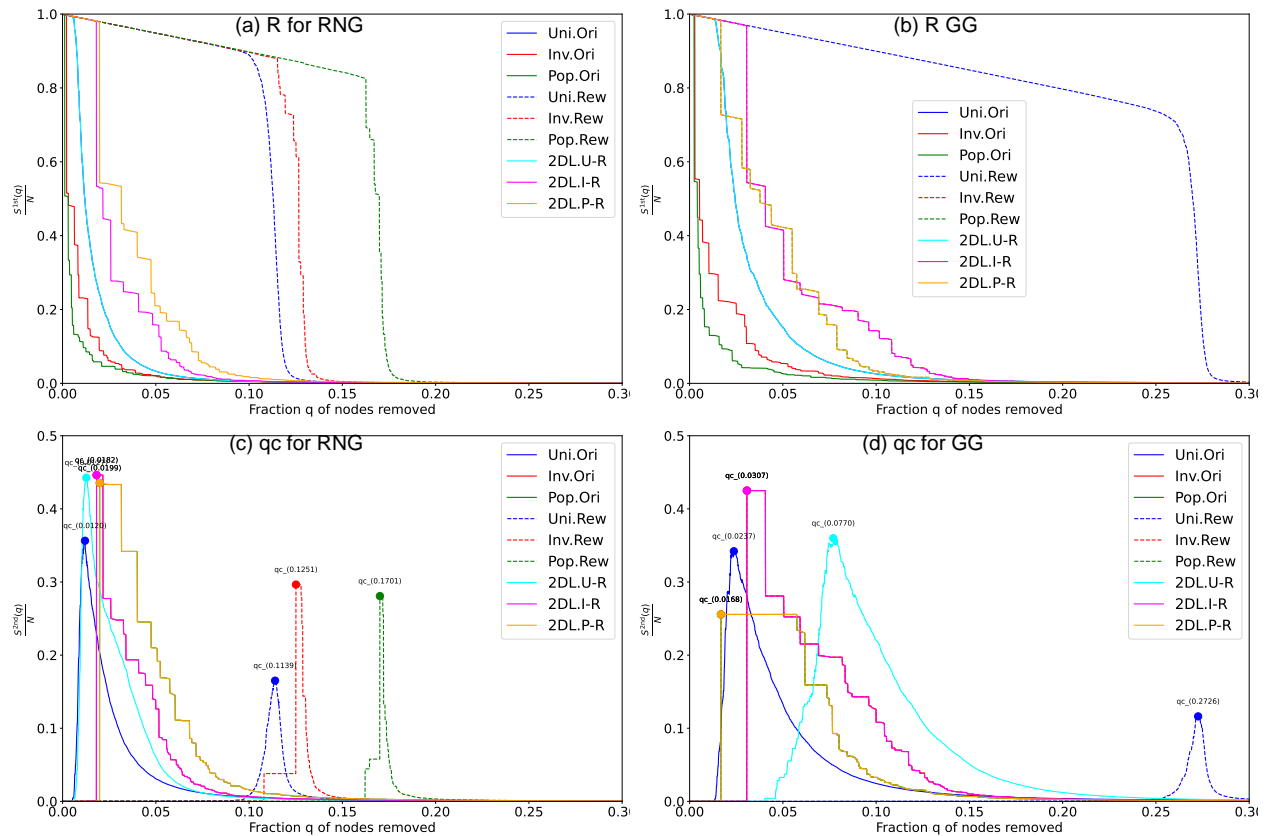 (a) R for RNG
1.0
0.8
0.6
0.4
0.2
0.0
S^1st(q)
N
0.00 0.05 0.10 0.15 0.20 0.25 0.30
Fraction q of nodes removed
Uni.Ori
Inv.Ori
Pop.Ori
Uni.Rew
Inv.Rew
Pop.Rew
2DL.U-R
2DL.I-R
2DL.P-R
(b) R GG
1.0
0.8
0.6
0.4
0.2
0.0
S^1st(q)
N
0.00 0.05 0.10 0.15 0.20 0.25 0.30
Fraction q of nodes removed
Uni.Ori
Inv.Ori
Pop.Ori
Uni.Rew
Inv.Rew
Pop.Rew
2DL.U-R
2DL.I-R
2DL.P-R
(c) qc for RNG
0.5
0.4
0.3
0.2
0.1
0.0
S^2nd(q)
N
qc_(0.0182)
qc_(0.0199)
qc_(0.0120)
qc_(0.1139)
qc_(0.1251)
qc_(0.1701)
0.00 0.05 0.10 0.15 0.20 0.25 0.30
Fraction q of nodes removed
Uni.Ori
Inv.Ori
Pop.Ori
Uni.Rew
Inv.Rew
Pop.Rew
2DL.U-R
2DL.I-R
2DL.P-R
(d) qc for GG
0.5
0.4
0.3
0.2
0.1
0.0
S^2nd(q)
N
qc_(0.0307)
qc_(0.0770)
qc_(0.0237)
qc_(0.0168)
qc_(0.2726)
0.00 0.05 0.10 0.15 0.20 0.25 0.30
Fraction q of nodes removed
Uni.Ori
Inv.Ori
Pop.Ori
Uni.Rew
Inv.Rew
Pop.Rew
2DL.U-R
2DL.I-R
2DL.P-R